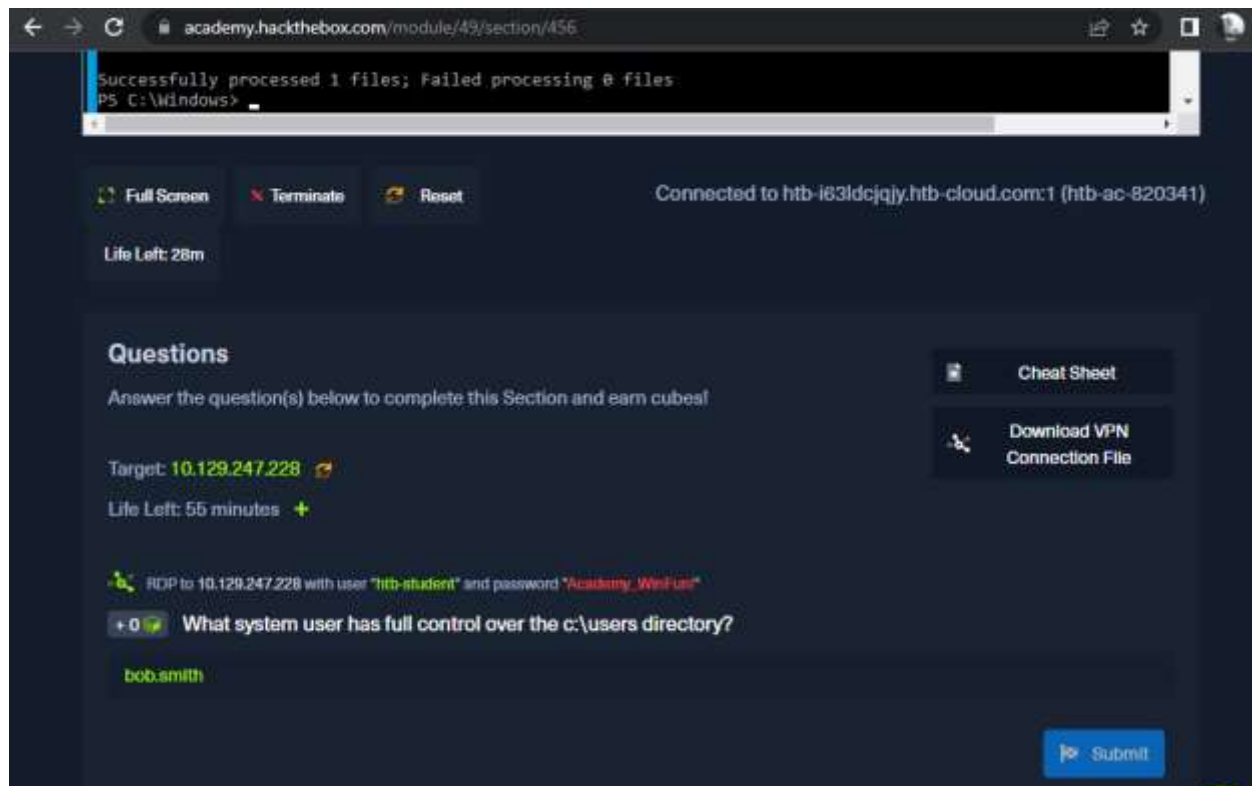 academy.hackthebox.com/module/49/section/456
Successfully processed 1 files; Failed processing 0 files
PS C:\Windows> _
Full Screen
Terminate
Reset
Connected to htb-i63ldcjqjy.htb-cloud.com:1 (htb-ac-820341)
Life Left: 28m
Questions
Answer the question(s) below to complete this Section and earn cubes!
Cheat Sheet
Download VPN
Connection File
Target: 10.129.247.228
Life Left: 55 minutes +
RDP to 10.129.247.228 with user "htb-student" and password "Academy_WinFun!"
+ 0 What system user has full control over the c:\users directory?
bob.smith
Submit